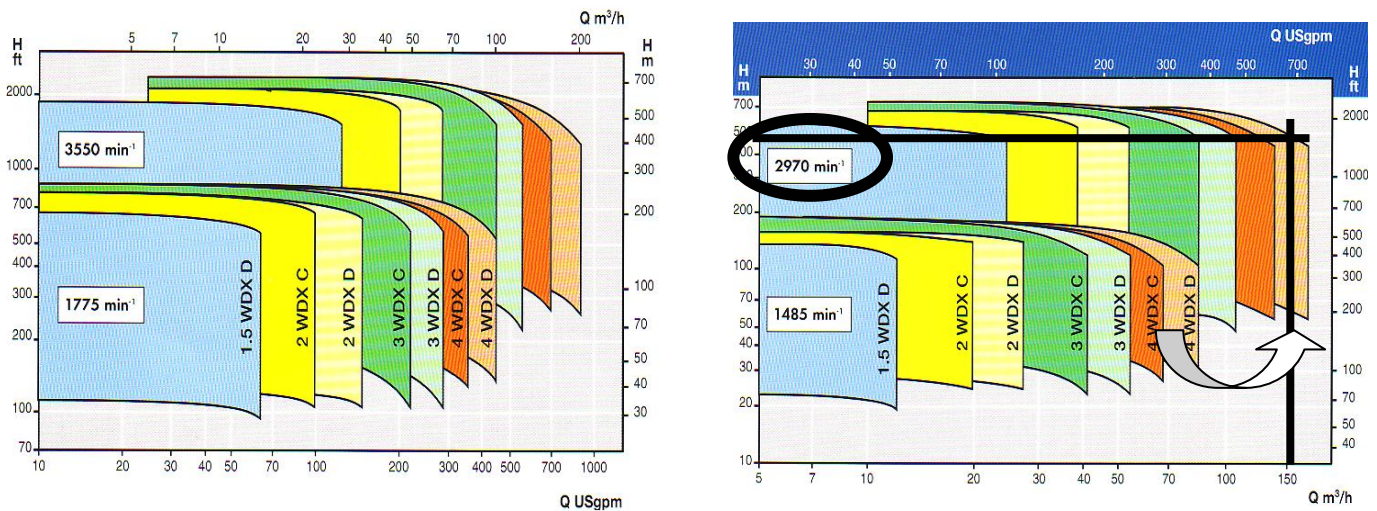 Q m³/h
H
ft
5 7 10 20 30 40 50 70 100 200
H
m
2000
1000
700
500
400
300
200
100
70
700
500
400
300
200
100
70
50
40
30
3550 min⁻¹
1775 min⁻¹
1.5 WDX D
2 WDX C
2 WDX D
3 WDX C
3 WDX D
4 WDX C
4 WDX D
10 20 30 40 50 70 100 200 300 400 500 700 1000
Q USgpm
Q USgpm
H
m
30 40 50 70 100 200 300 400 500 700
H
ft
700
200
100
70
50
40
30
20
10
2000
1000
700
500
400
300
200
100
70
50
40
2970 min⁻¹
1485 min⁻¹
1.5 WDX D
2 WDX C
2 WDX D
3 WDX C
3 WDX D
4 WDX C
4 WDX D
5 7 10 20 30 40 50 70 100 150
Q m³/h